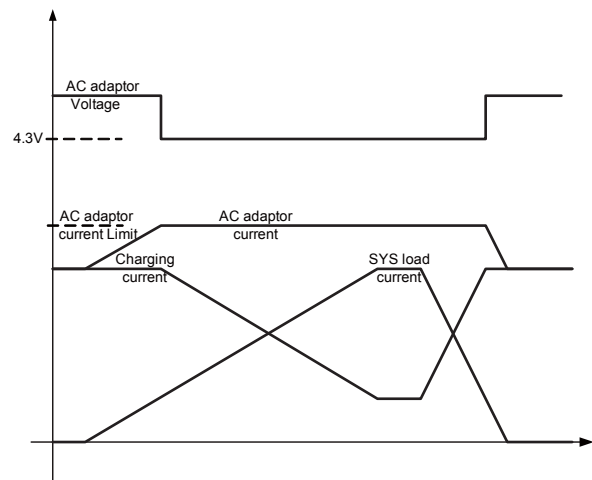 AC adaptor
Voltage
4.3V
AC adaptor
current Limit
AC adaptor
current
Charging
current
SYS load
current